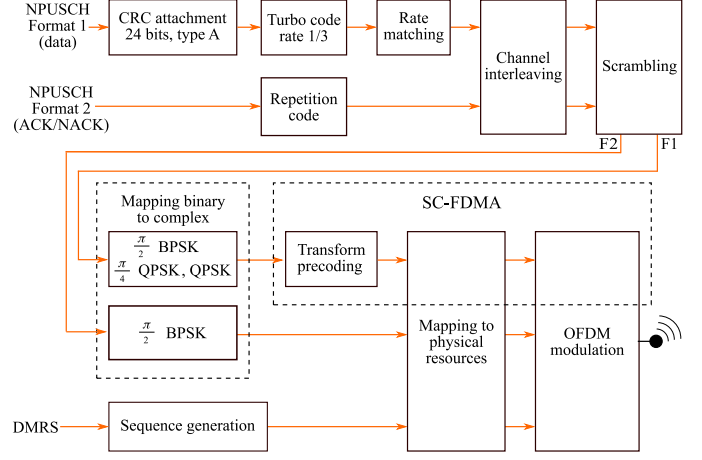 NPUSCH
Format 1
(data)
CRC attachment
24 bits, type A
Turbo code
rate 1/3
Rate
matching
Channel
interleaving
Scrambling
NPUSCH
Format 2
(ACK/NACK)
Repetition
code
F2
F1
Mapping binary
to complex
SC-FDMA
π/2 BPSK
π/4 QPSK, QPSK
Transform
precoding
π/2 BPSK
Mapping to
physical
resources
OFDM
modulation
DMRS
Sequence generation